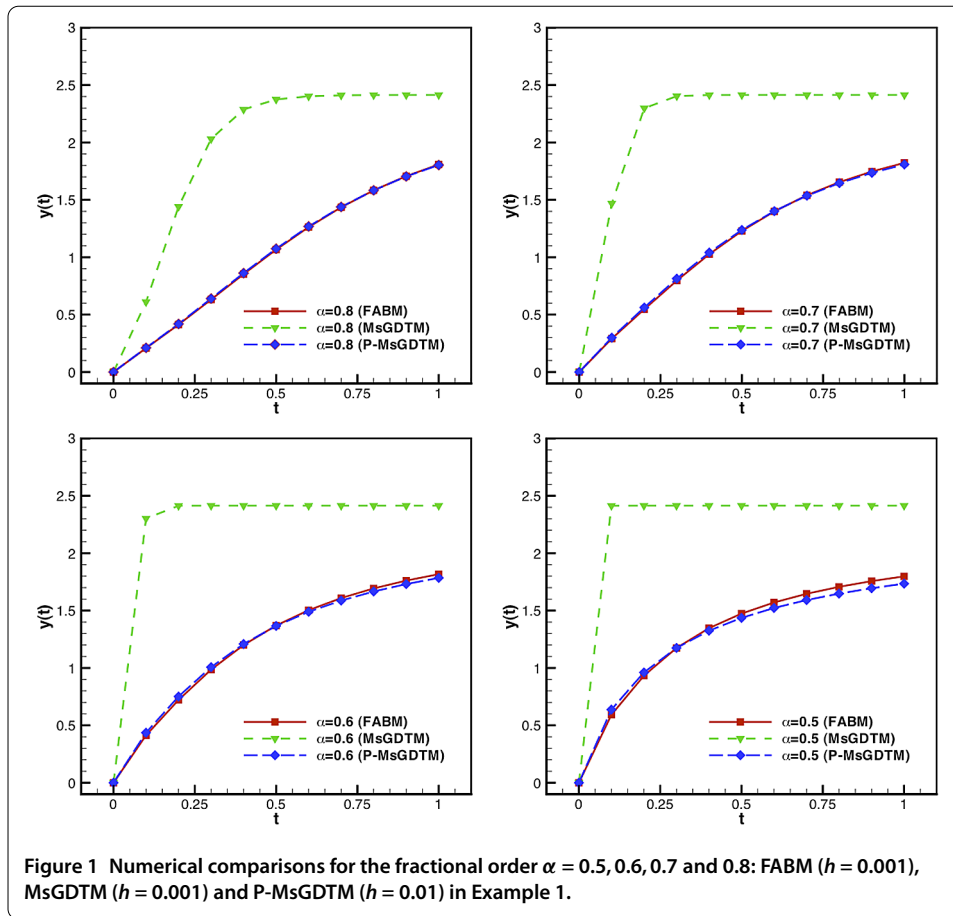 3
2.5
2
1.5
1
0.5
0
y(t)
α=0.8 (FABM)
α=0.8 (MsGDTM)
α=0.8 (P-MsGDTM)
0 0.25 0.5 0.75 1
t
3
2.5
2
1.5
1
0.5
0
y(t)
α=0.7 (FABM)
α=0.7 (MsGDTM)
α=0.7 (P-MsGDTM)
0 0.25 0.5 0.75 1
t
3
2.5
2
1.5
1
0.5
0
y(t)
α=0.6 (FABM)
α=0.6 (MsGDTM)
α=0.6 (P-MsGDTM)
0 0.25 0.5 0.75 1
t
3
2.5
2
1.5
1
0.5
0
y(t)
α=0.5 (FABM)
α=0.5 (MsGDTM)
α=0.5 (P-MsGDTM)
0 0.25 0.5 0.75 1
t
Figure 1 Numerical comparisons for the fractional order α = 0.5, 0.6, 0.7 and 0.8: FABM (h = 0.001),
MsGDTM (h = 0.001) and P-MsGDTM (h = 0.01) in Example 1.